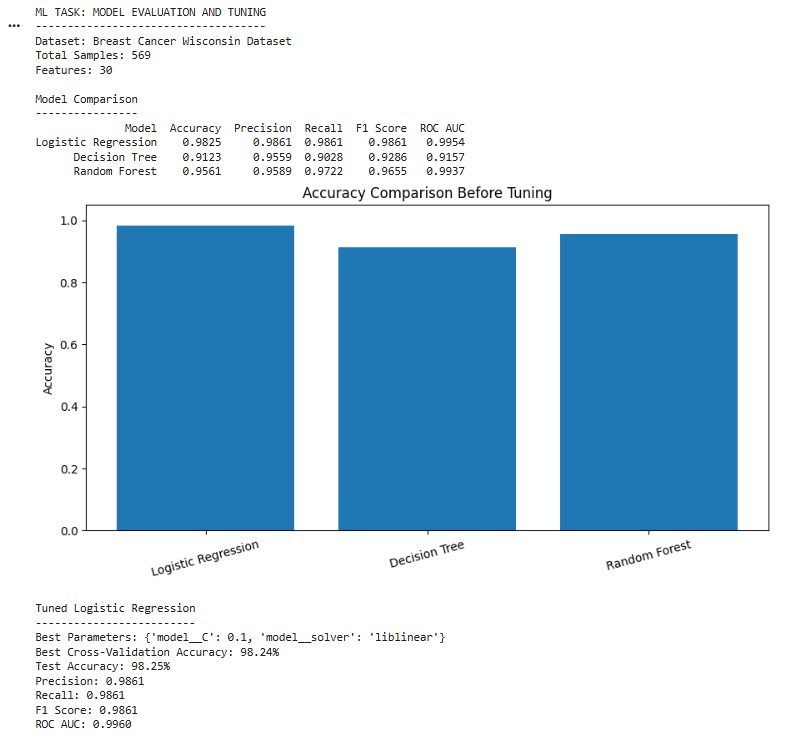 ML TASK: MODEL EVALUATION AND TUNING
------------------------------------
Dataset: Breast Cancer Wisconsin Dataset
Total Samples: 569
Features: 30
Model Comparison
----------------
Model Accuracy Precision Recall F1 Score ROC AUC
Logistic Regression 0.9825 0.9861 0.9861 0.9861 0.9954
Decision Tree 0.9123 0.9559 0.9028 0.9286 0.9157
Random Forest 0.9561 0.9589 0.9722 0.9655 0.9937
Accuracy Comparison Before Tuning
Accuracy
1.0
0.8
0.6
0.4
0.2
0.0
Logistic Regression
Decision Tree
Random Forest
Tuned Logistic Regression
-------------------------
Best Parameters: {'model__C': 0.1, 'model__solver': 'liblinear'}
Best Cross-Validation Accuracy: 98.24%
Test Accuracy: 98.25%
Precision: 0.9861
Recall: 0.9861
F1 Score: 0.9861
ROC AUC: 0.9960